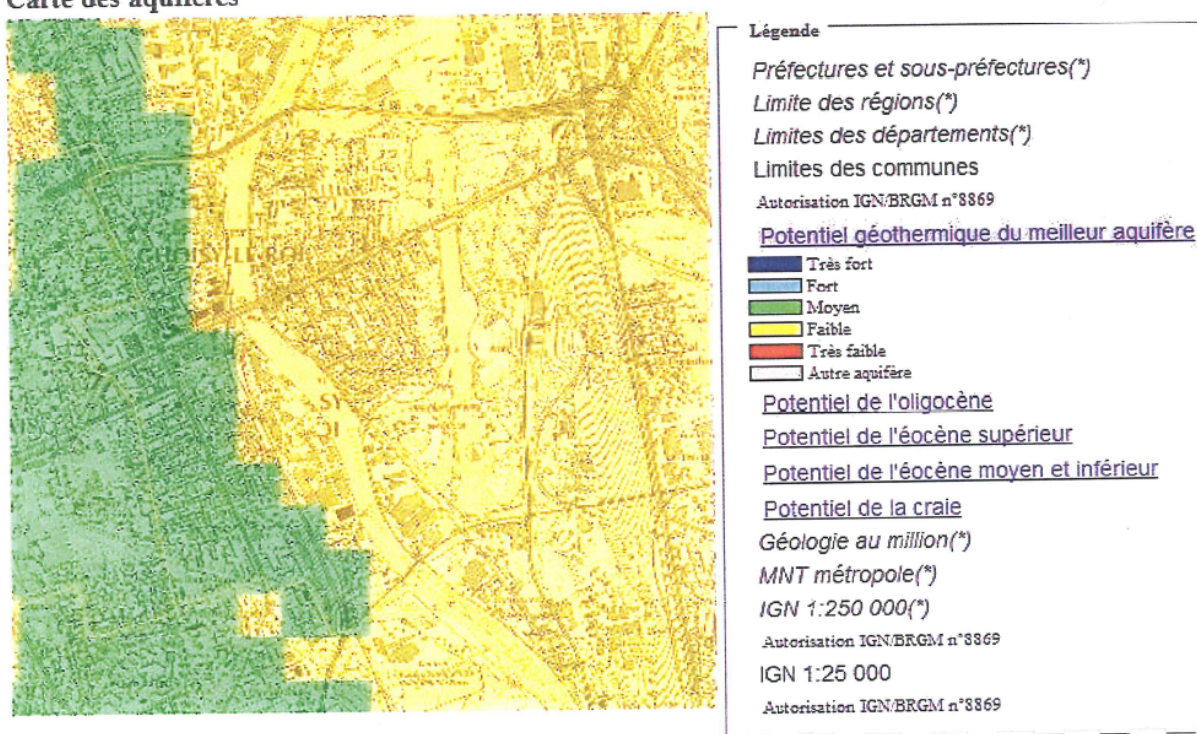 Carte des aquifères
CHOISY-LE-ROI
SY
OI
Légende
Préfectures et sous-préfectures(*)
Limite des régions(*)
Limites des départements(*)
Limites des communes
Autorisation IGN/BRGM n°8869
Potentiel géothermique du meilleur aquifère
Très fort
Fort
Moyen
Faible
Très faible
Autre aquifère
Potentiel de l'oligocène
Potentiel de l'éocène supérieur
Potentiel de l'éocène moyen et inférieur
Potentiel de la craie
Géologie au million(*)
MNT métropole(*)
IGN 1:250 000(*)
Autorisation IGN/BRGM n°8869
IGN 1:25 000
Autorisation IGN/BRGM n°8869